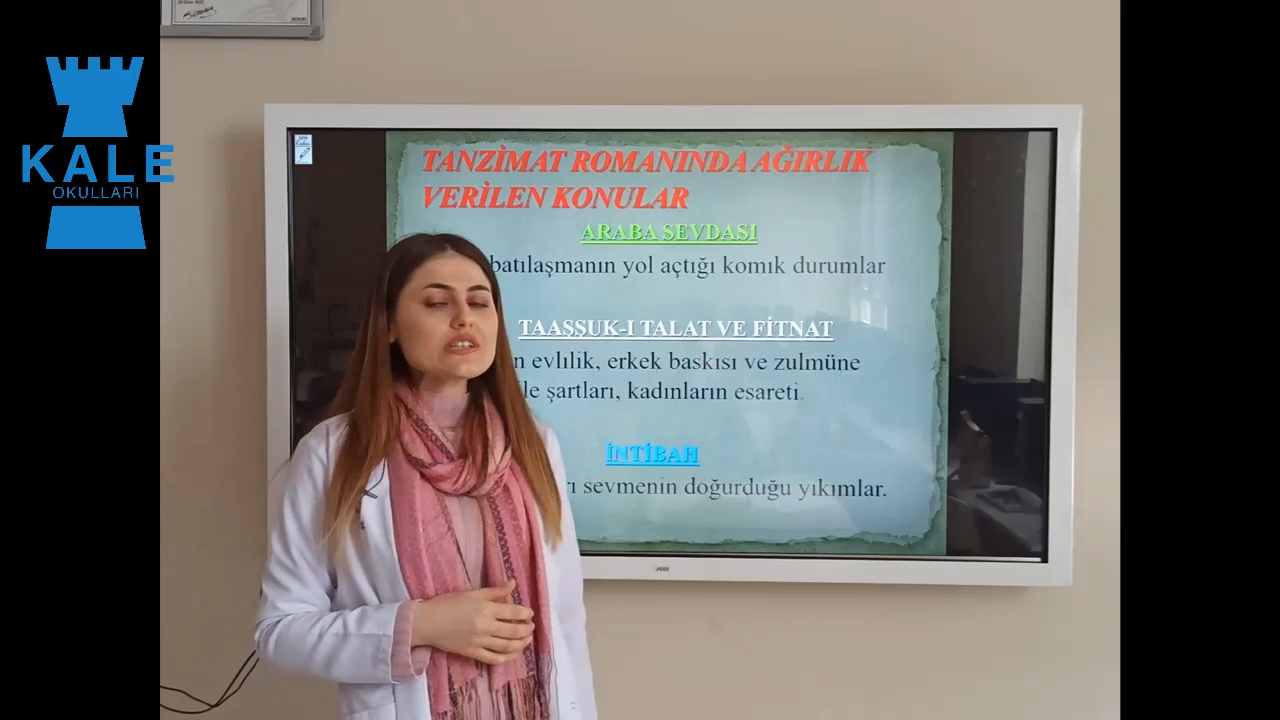 KALE
OKULLARI
TANZİMAT ROMANINDA AĞIRLIK
VERİLEN KONULAR
ARABA SEVDASI
batılaşmanın yol açtığı komik durumlar
TAAŞŞUK-I TALAT VE FİTNAT
evlilik, erkek baskısı ve zulmüne
şartları, kadınların esareti.
İNTİBAH
sevmenin doğurduğu yıkımlar.